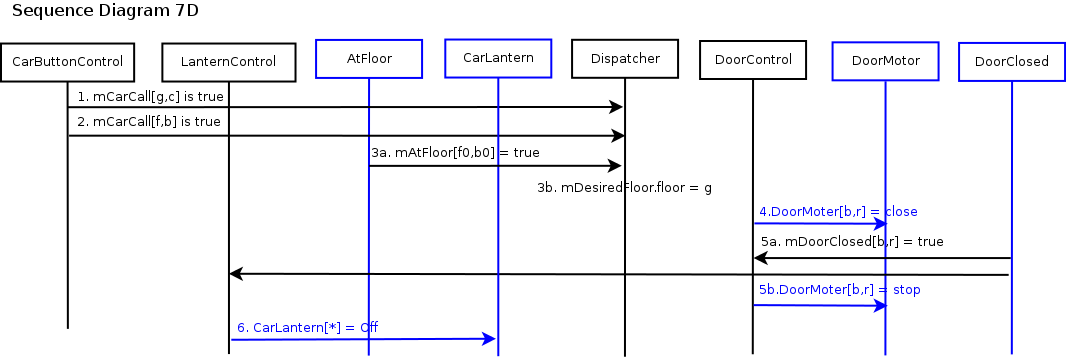 Sequence Diagram 7D
CarButtonControl
LanternControl
AtFloor
CarLantern
Dispatcher
DoorControl
DoorMotor
DoorClosed
1. mCarCall[g,c] is true
2. mCarCall[f,b] is true
3a. mAtFloor[f0,b0] = true
3b. mDesiredFloor.floor = g
4.DoorMoter[b,r] = close
5a. mDoorClosed[b,r] = true
5b.DoorMoter[b,r] = stop
6. CarLantern[*] = Off